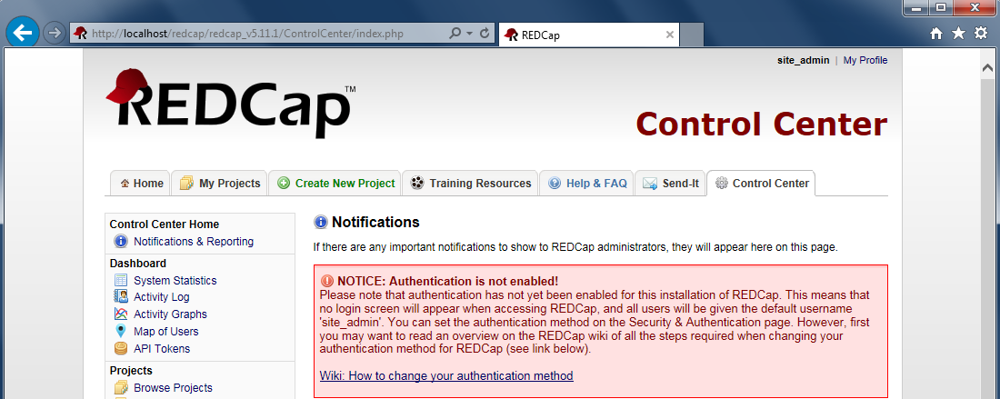 http://localhost/redcap/redcap_v5.11.1/ControlCenter/index.php
REDCap
site_admin | My Profile
REDCap™
Control Center
Home
My Projects
Create New Project
Training Resources
Help & FAQ
Send-It
Control Center
Control Center Home
Notifications & Reporting
Dashboard
System Statistics
Activity Log
Activity Graphs
Map of Users
API Tokens
Projects
Browse Projects
Notifications
If there are any important notifications to show to REDCap administrators, they will appear here on this page.
NOTICE: Authentication is not enabled!
Please note that authentication has not yet been enabled for this installation of REDCap. This means that
no login screen will appear when accessing REDCap, and all users will be given the default username
'site_admin'. You can set the authentication method on the Security & Authentication page. However, first
you may want to read an overview on the REDCap wiki of all the steps required when changing your
authentication method for REDCap (see link below).
Wiki: How to change your authentication method